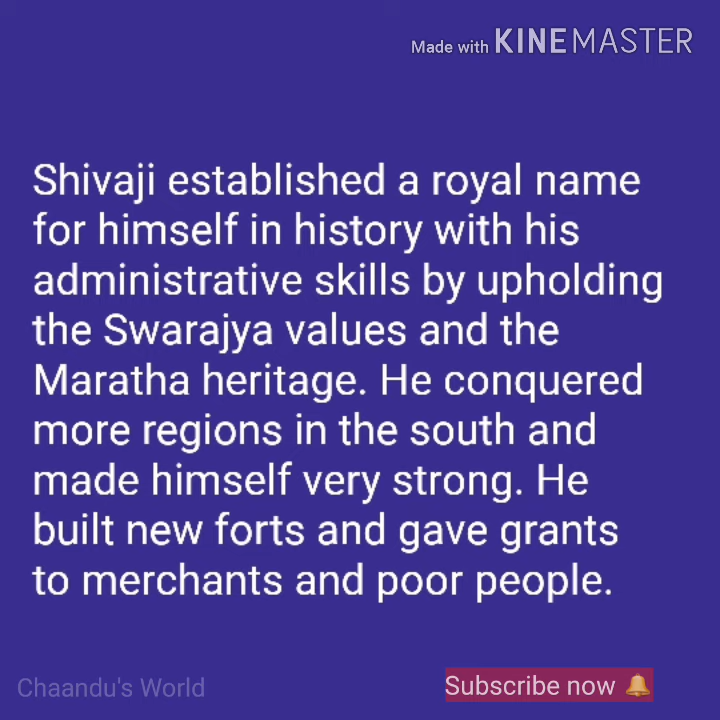 Made with KINEMASTER
Shivaji established a royal name
for himself in history with his
administrative skills by upholding
the Swarajya values and the
Maratha heritage. He conquered
more regions in the south and
made himself very strong. He
built new forts and gave grants
to merchants and poor people.
Chaandu's World
Subscribe now 🔔